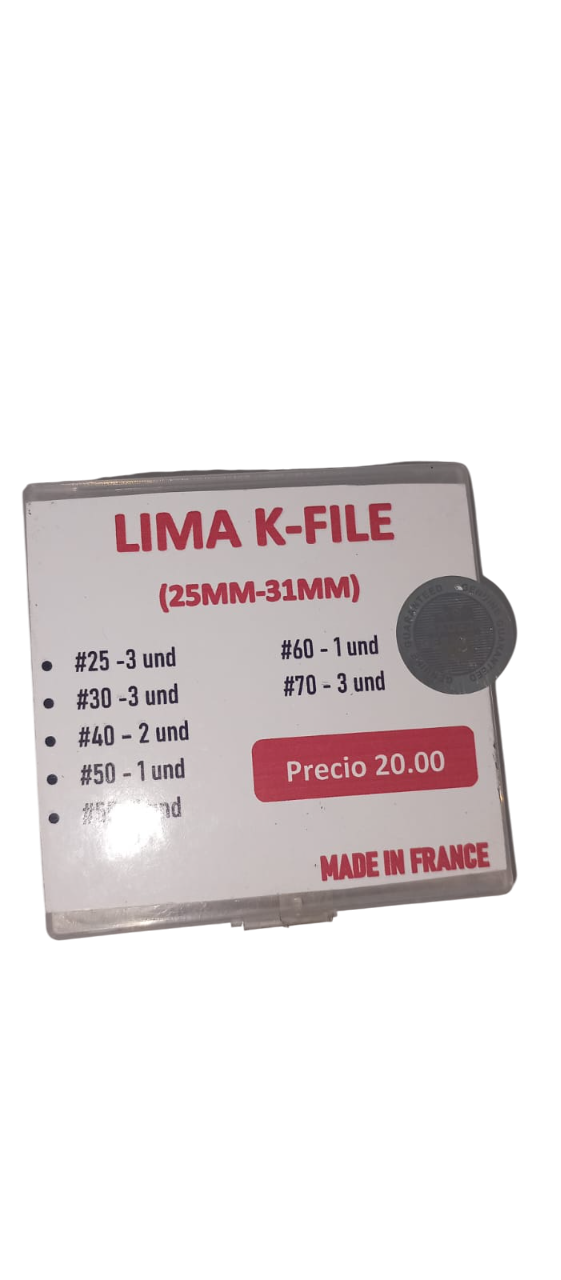 LIMA K-FILE
(25MM-31MM)
#25 -3 und
#30 -3 und
#40 – 2 und
#50 – 1 und
#60 - 1 und
#70 - 3 und
Precio 20.00
MADE IN FRANCE
GUARANTEED